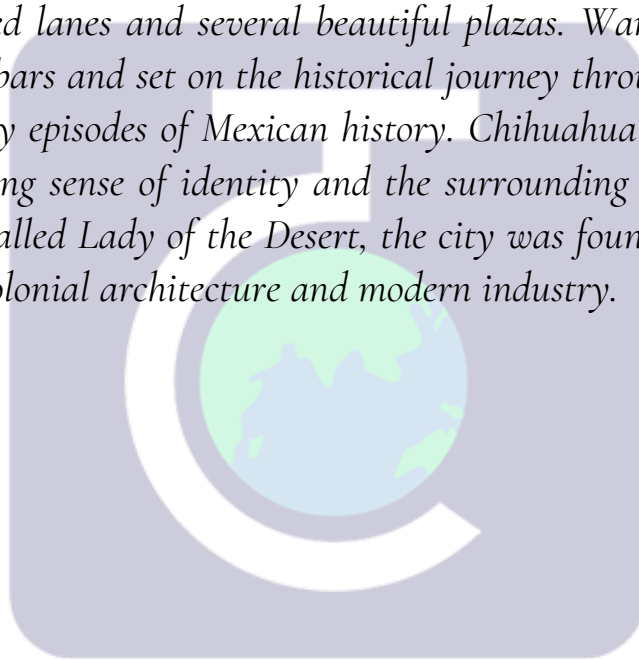 lanes and several beautiful plazas. 
bars and set on the historical journey
episodes of Mexican history. Chihuahua
sense of identity and the surrounding
Lady of the Desert, the city was
architecture and modern industry.